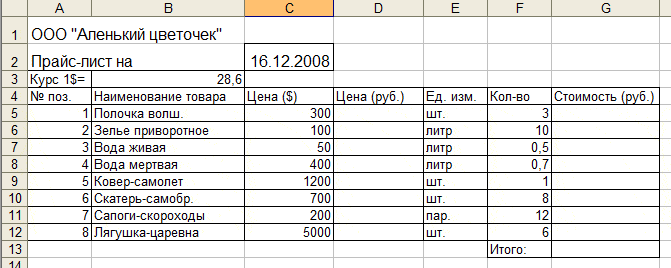 A B C D E F G
1 ООО "Аленький цветочек"
2 Прайс-лист на 16.12.2008
3 Курс 1$= 28,6
4 № поз. Наименование товара Цена ($) Цена (руб.) Ед. изм. Кол-во Стоимость (руб.)
5 1 Полочка волш. 300 шт. 3
6 2 Зелье приворотное 100 литр 10
7 3 Вода живая 50 литр 0,5
8 4 Вода мертвая 400 литр 0,7
9 5 Ковер-самолет 1200 шт. 1
10 6 Скатерь-самобр. 700 шт. 8
11 7 Сапоги-скороходы 200 пар. 12
12 8 Лягушка-царевна 5000 шт. 6
13 Итого:
14